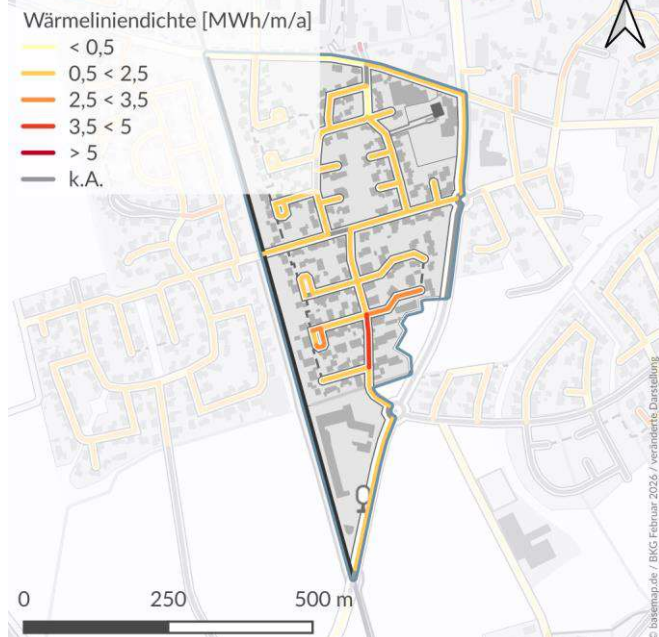 Wärmeliniendichte [MWh/m/a]
< 0,5
0,5 < 2,5
2,5 < 3,5
3,5 < 5
> 5
k.A.
0 250 500 m
basemap.de / BKG Februar 2026 / veränderte Darstellung